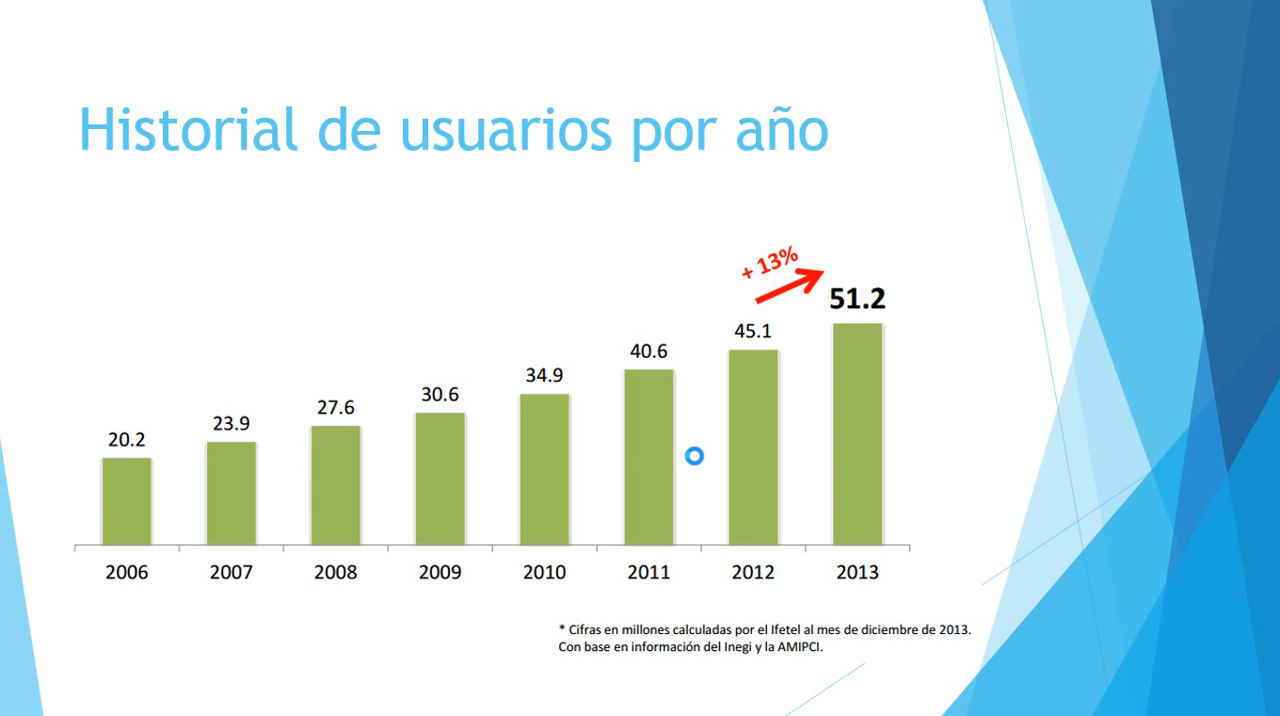 Historial de usuarios por año
+ 13%
51.2
45.1
40.6
34.9
30.6
27.6
23.9
20.2
2006 2007 2008 2009 2010 2011 2012 2013
* Cifras en millones calculadas por el Ifetel al mes de diciembre de 2013.
Con base en información del Inegi y la AMIPCI.